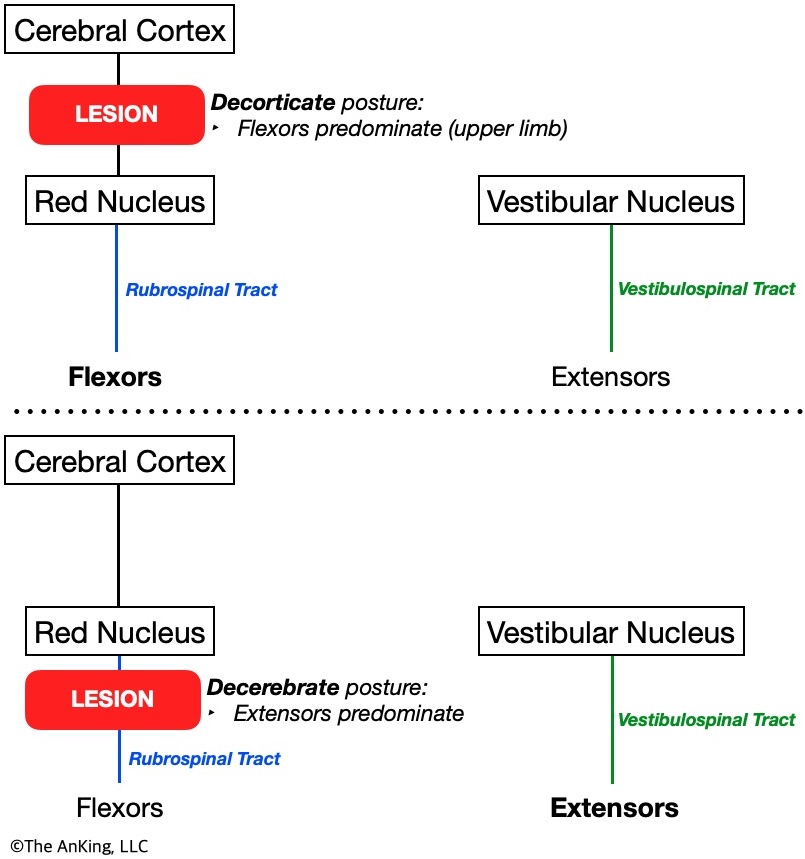 Cerebral Cortex
LESION
Decorticate posture:
‣ Flexors predominate (upper limb)
Red Nucleus
Vestibular Nucleus
Rubrospinal Tract
Vestibulospinal Tract
Flexors
Extensors
Cerebral Cortex
Red Nucleus
Vestibular Nucleus
LESION
Decerebrate posture:
‣ Extensors predominate
Vestibulospinal Tract
Rubrospinal Tract
Flexors
Extensors
©The AnKing, LLC